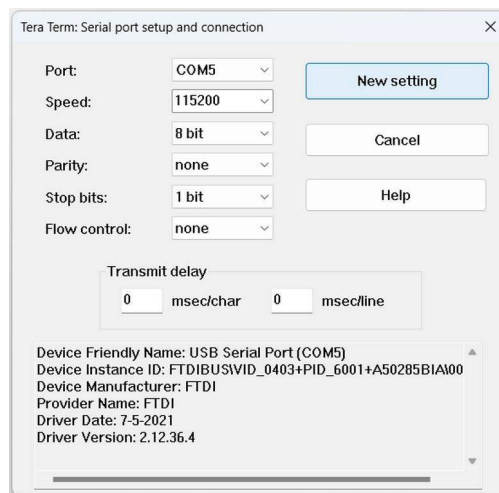 Tera Term: Serial port setup and connection
Port: COM5
New setting
Speed: 115200
Data: 8 bit
Cancel
Parity: none
Stop bits: 1 bit
Help
Flow control: none
Transmit delay
0 msec/char 0 msec/line
Device Friendly Name: USB Serial Port (COM5)
Device Instance ID: FTDIBUS\VID_0403+PID_6001+A50285BIA\00
Device Manufacturer: FTDI
Provider Name: FTDI
Driver Date: 7-5-2021
Driver Version: 2.12.36.4